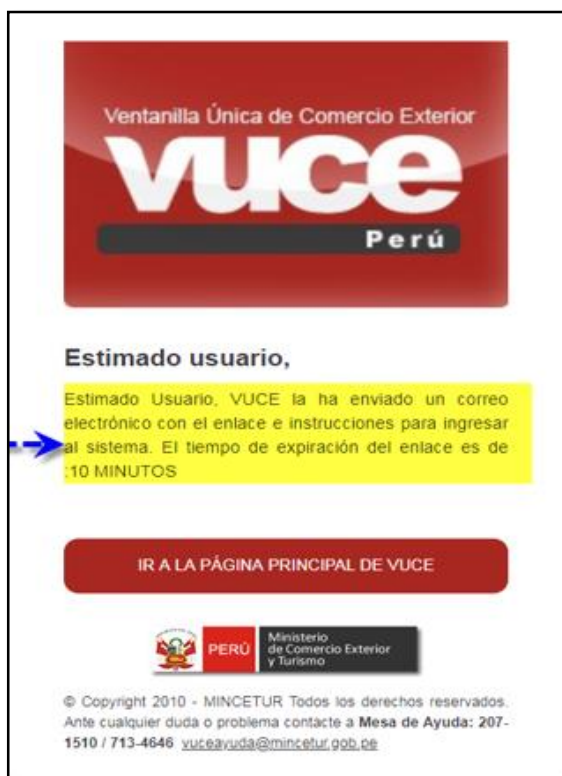 Ventanilla Única de Comercio Exterior
vuce
Perú
Estimado usuario,
Estimado Usuario, VUCE la ha enviado un correo
electrónico con el enlace e instrucciones para ingresar
al sistema. El tiempo de expiración del enlace es de
:10 MINUTOS
IR A LA PÁGINA PRINCIPAL DE VUCE
PERÚ
Ministerio
de Comercio Exterior
y Turismo
© Copyright 2010 - MINCETUR Todos los derechos reservados.
Ante cualquier duda o problema contacte a Mesa de Ayuda: 207-
1510 / 713-4646 vuceayuda@mincetur.gob.pe